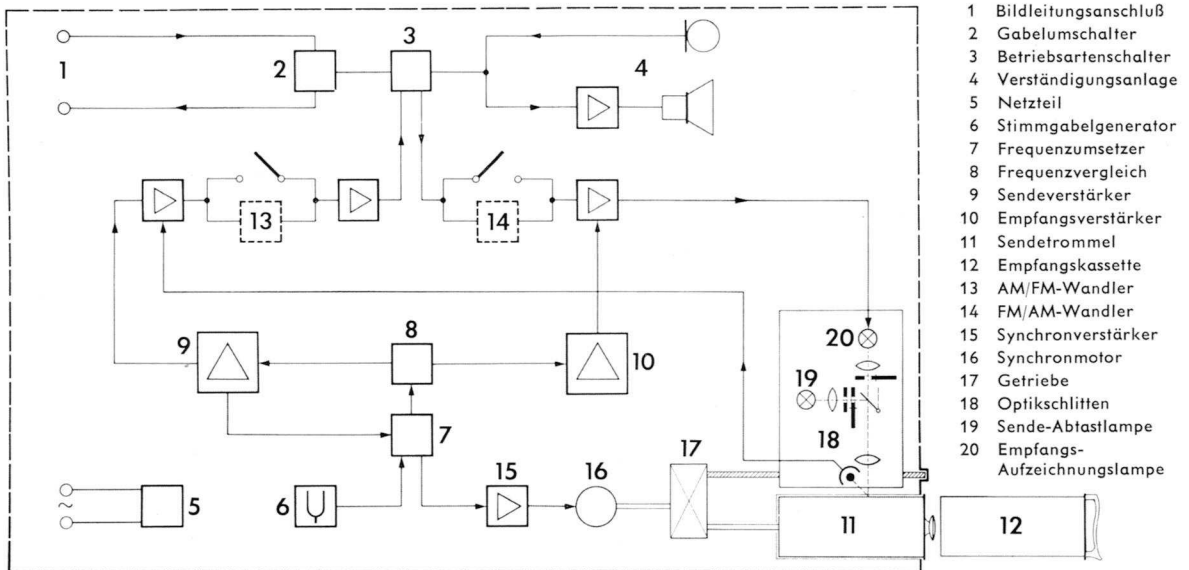 1 Bildleitungsanschluß
2 Gabelumschalter
3 Betriebsartenschalter
4 Verständigungsanlage
5 Netzteil
6 Stimmgabelgenerator
7 Frequenzumsetzer
8 Frequenzvergleich
9 Sendeverstärker
10 Empfangsverstärker
11 Sendetrommel
12 Empfangskassette
13 AM/FM-Wandler
14 FM/AM-Wandler
15 Synchronverstärker
16 Synchronmotor
17 Getriebe
18 Optikschlitten
19 Sende-Abtastlampe
20 Empfangs-
Aufzeichnungslampe
3
1
2
4
13
14
20
8
9
10
19
7
18
17
15
16
~
5
6
11
12